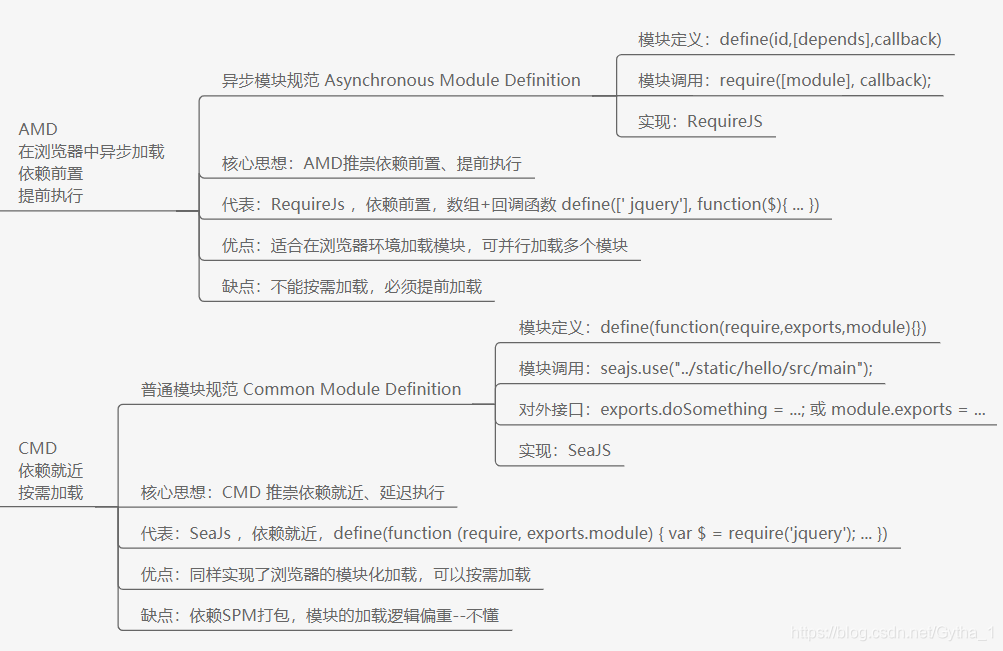 AMD
在浏览器中异步加载
依赖前置
提前执行
异步模块规范 Asynchronous Module Definition
模块定义：define(id,[depends],callback)
模块调用：require([module], callback);
实现：RequireJS
核心思想：AMD推崇依赖前置、提前执行
代表：RequireJs ，依赖前置，数组+回调函数 define([' jquery'], function($){ ... })
优点：适合在浏览器环境加载模块，可并行加载多个模块
缺点：不能按需加载，必须提前加载
CMD
依赖就近
按需加载
普通模块规范 Common Module Definition
模块定义：define(function(require,exports,module){})
模块调用：seajs.use("../static/hello/src/main");
对外接口：exports.doSomething = ...; 或 module.exports = ...
实现：SeaJS
核心思想：CMD 推崇依赖就近、延迟执行
代表：SeaJs ，依赖就近，define(function (require, exports.module) { var $ = require('jquery'); ... })
优点：同样实现了浏览器的模块化加载，可以按需加载
缺点：依赖SPM打包，模块的加载逻辑偏重--不懂
https://blog.csdn.net/Gytha_1